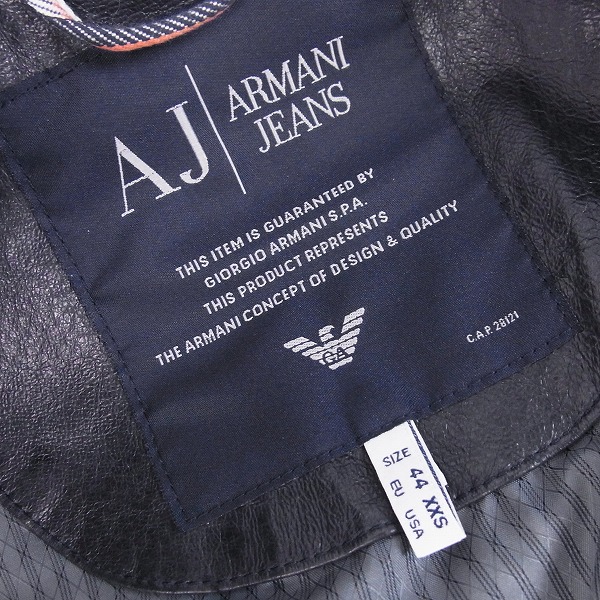 AJ
ARMANI
JEANS
THIS ITEM IS GUARANTEED BY
GIORGIO ARMANI S.P.A.
THIS PRODUCT REPRESENTS
THE ARMANI CONCEPT OF DESIGN & QUALITY
GA
C.A.P. 28121
SIZE
44 XXS
EU USA